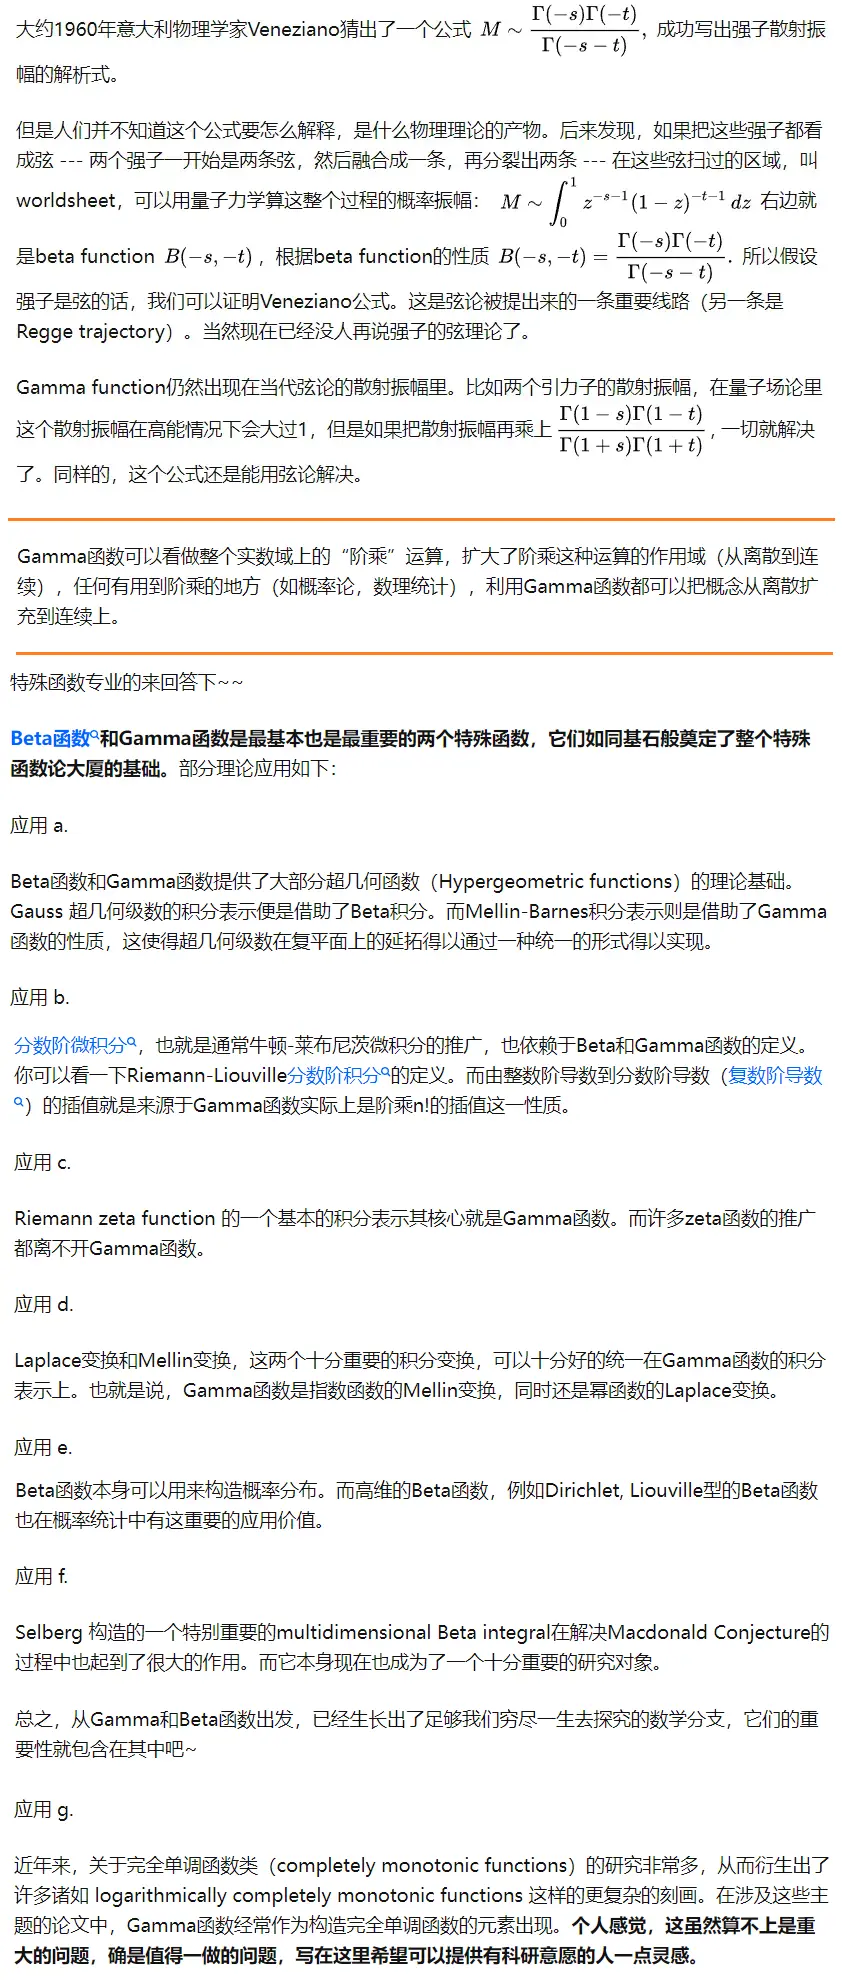 大约1960年意大利物理学家Veneziano猜出了一个公式 $M \sim \frac{\Gamma(-s)\Gamma(-t)}{\Gamma(-s-t)}$, 成功写出强子散射振
幅的解析式。
但是人们并不知道这个公式要怎么解释，是什么物理理论的产物。后来发现，如果把这些强子都看
成弦 --- 两个强子一开始是两条弦，然后融合成一条，再分裂出两条 --- 在这些弦扫过的区域，叫
worldsheet，可以用量子力学算这整个过程的概率振幅： $M \sim \int_0^1 z^{-s-1}(1-z)^{-t-1}\,dz$ 右边就
是beta function $B(-s,-t)$ ，根据beta function的性质 $B(-s,-t) = \frac{\Gamma(-s)\Gamma(-t)}{\Gamma(-s-t)}$. 所以假设
强子是弦的话，我们可以证明Veneziano公式。这是弦论被提出来的一条重要线路（另一条是
Regge trajectory）。当然现在已经没人再说强子的弦理论了。
Gamma function仍然出现在当代弦论的散射振幅里。比如两个引力子的散射振幅，在量子场论里
这个散射振幅在高能情况下会大过1，但是如果把散射振幅再乘上 $\frac{\Gamma(1-s)\Gamma(1-t)}{\Gamma(1+s)\Gamma(1+t)}$ , 一切就解决
了。同样的，这个公式还是能用弦论解决。
Gamma函数可以看做整个实数域上的“阶乘”运算，扩大了阶乘这种运算的作用域（从离散到连
续），任何有用到阶乘的地方（如概率论，数理统计），利用Gamma函数都可以把概念从离散扩
充到连续上。
特殊函数专业的来回答下~~
Beta函数和Gamma函数是最基本也是最重要的两个特殊函数，它们如同基石般奠定了整个特殊
函数论大厦的基础。部分理论应用如下：
应用 a.
Beta函数和Gamma函数提供了大部分超几何函数（Hypergeometric functions）的理论基础。
Gauss 超几何级数的积分表示便是借助了Beta积分。而Mellin-Barnes积分表示则是借助了Gamma
函数的性质，这使得超几何级数在复平面上的延拓得以通过一种统一的形式得以实现。
应用 b.
分数阶微积分，也就是通常牛顿-莱布尼茨微积分的推广，也依赖于Beta和Gamma函数的定义。
你可以看一下Riemann-Liouville分数阶积分的定义。而由整数阶导数到分数阶导数（复数阶导数
）的插值就是来源于Gamma函数实际上是阶乘n!的插值这一性质。
应用 c.
Riemann zeta function 的一个基本的积分表示其核心就是Gamma函数。而许多zeta函数的推广
都离不开Gamma函数。
应用 d.
Laplace变换和Mellin变换，这两个十分重要的积分变换，可以十分好的统一在Gamma函数的积分
表示上。也就是说，Gamma函数是指数函数的Mellin变换，同时还是幂函数的Laplace变换。
应用 e.
Beta函数本身可以用来构造概率分布。而高维的Beta函数，例如Dirichlet, Liouville型的Beta函数
也在概率统计中有这重要的应用价值。
应用 f.
Selberg 构造的一个特别重要的multidimensional Beta integral在解决Macdonald Conjecture的
过程中也起到了很大的作用。而它本身现在也成为了一个十分重要的研究对象。
总之，从Gamma和Beta函数出发，已经生长出了足够我们穷尽一生去探究的数学分支，它们的重
要性就包含在其中吧~
应用 g.
近年来，关于完全单调函数类（completely monotonic functions）的研究非常多，从而衍生出了
许多诸如 logarithmically completely monotonic functions 这样的更复杂的刻画。在涉及这些主
题的论文中，Gamma函数经常作为构造完全单调函数的元素出现。个人感觉，这虽然算不上是重
大的问题，确是值得一做的问题，写在这里希望可以提供有科研意愿的人一点灵感。